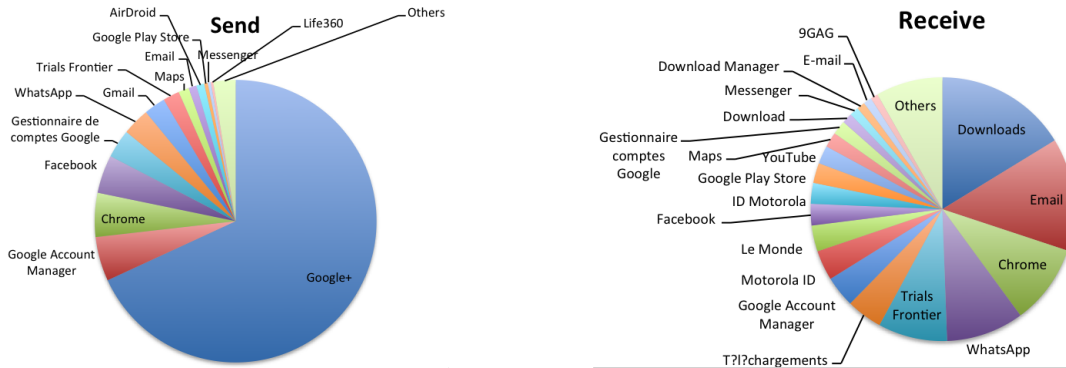 Send
AirDroid
Life360
Others
Google Play Store
Email
Messenger
Trials Frontier
Maps
WhatsApp
Gmail
Gestionnaire de
comptes Google
Facebook
Chrome
Google Account
Manager
Google+
Receive
9GAG
E-mail
Download Manager
Others
Messenger
Downloads
Download
Gestionnaire
comptes
Google
Maps
YouTube
Google Play Store
Email
ID Motorola
Facebook
Le Monde
Chrome
Motorola ID
Google Account
Manager
Trials
Frontier
WhatsApp
T?l?chargements